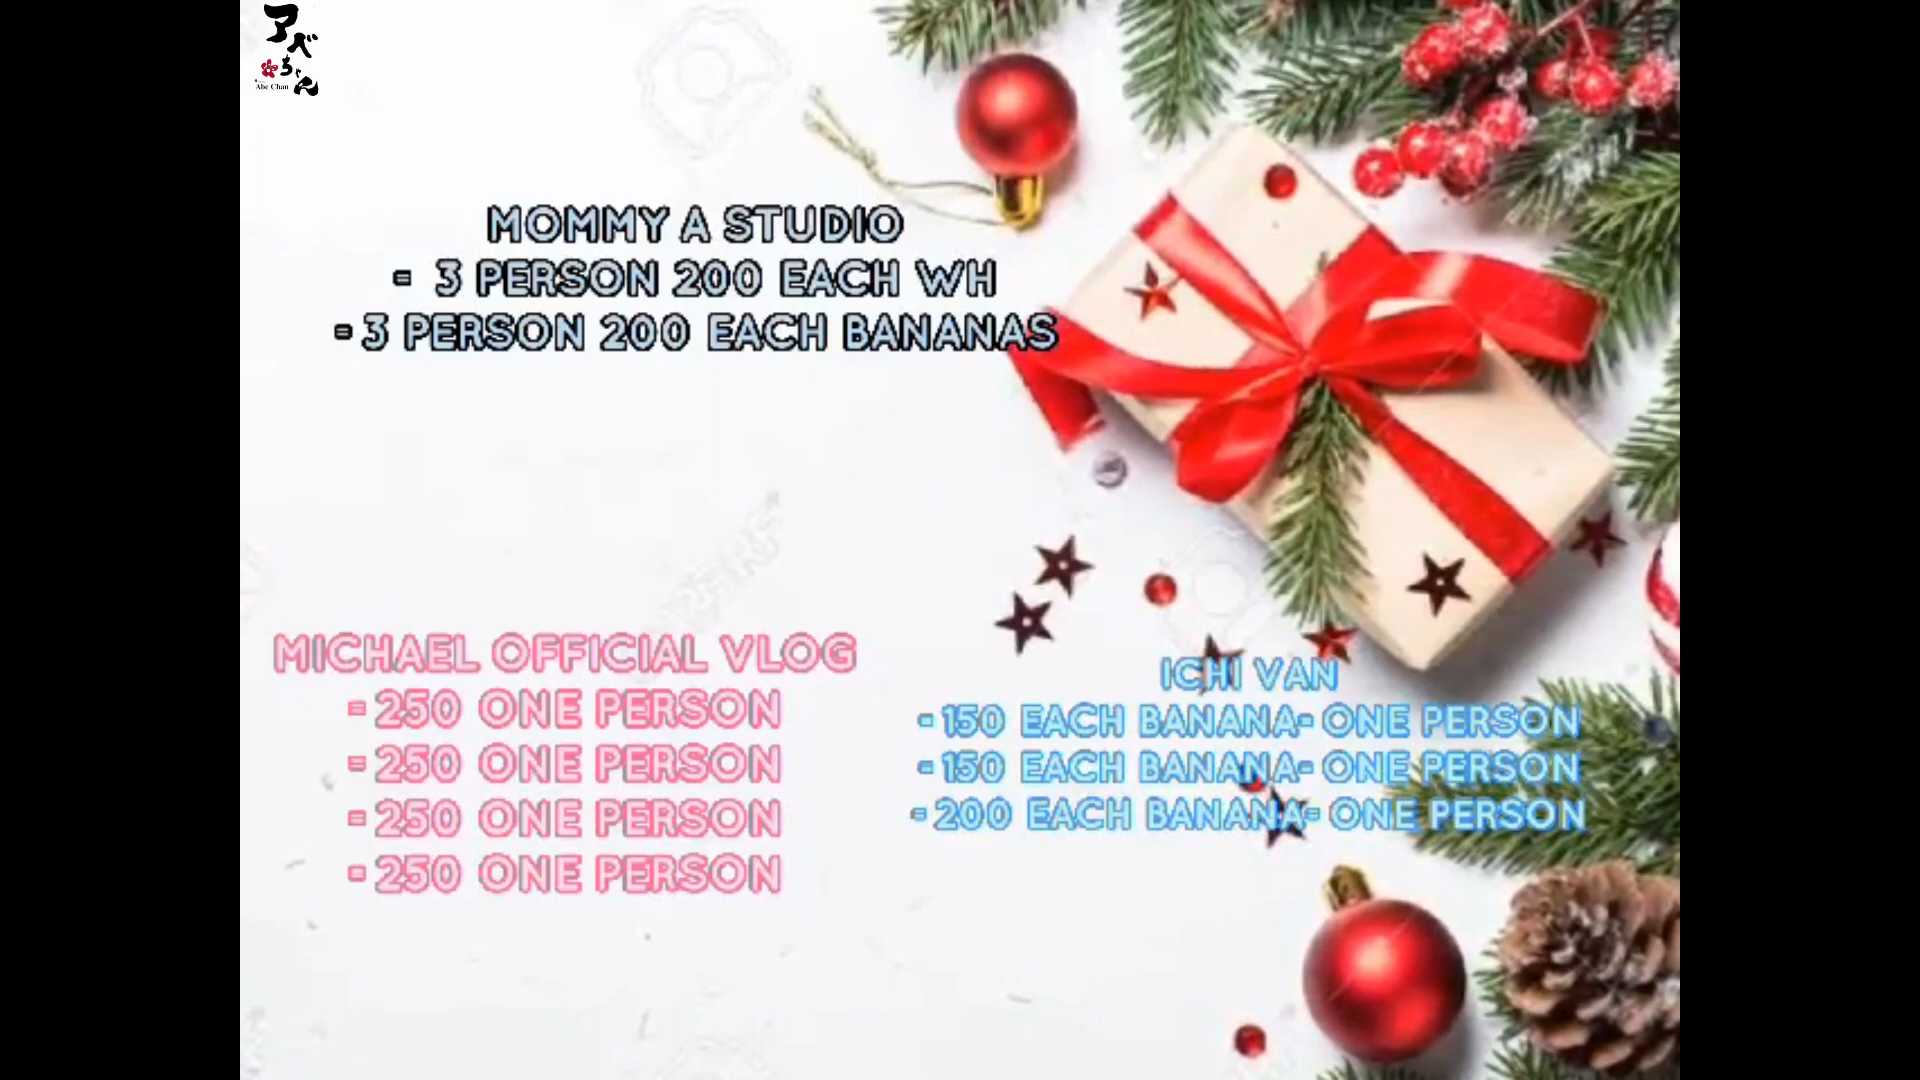 アベちゃん
Abe Chan
MOMMY A STUDIO
= 3 PERSON 200 EACH WH
=3 PERSON 200 EACH BANANAS
MICHAEL OFFICIAL VLOG
=250 ONE PERSON
=250 ONE PERSON
=250 ONE PERSON
=250 ONE PERSON
ICHI VAN
-150 EACH BANANA- ONE PERSON
-150 EACH BANANA- ONE PERSON
-200 EACH BANANA- ONE PERSON